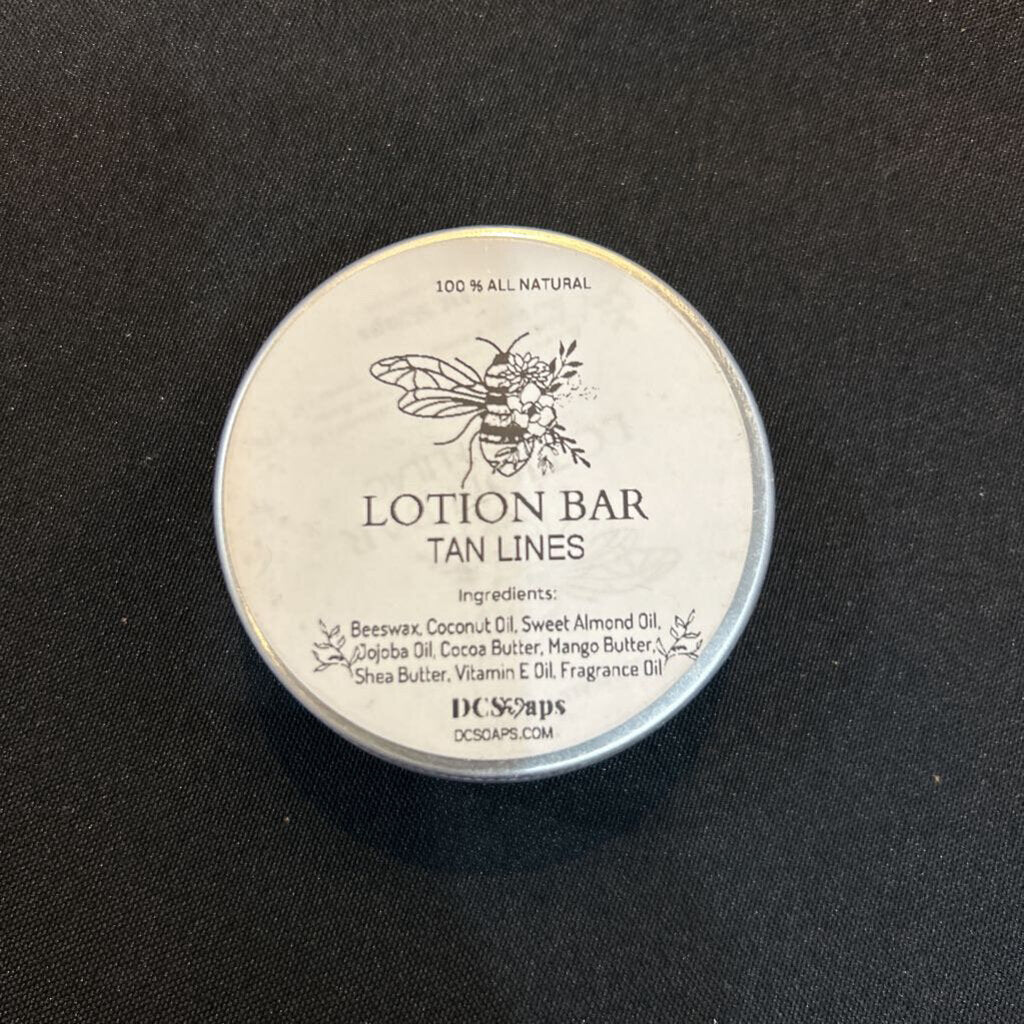 100 % ALL NATURAL
LOTION BAR
TAN LINES
Ingredients:
Beeswax, Coconut Oil, Sweet Almond Oil,
Jojoba Oil, Cocoa Butter, Mango Butter,
Shea Butter, Vitamin E Oil, Fragrance Oil
DCSoaps
DCSOAPS.COM